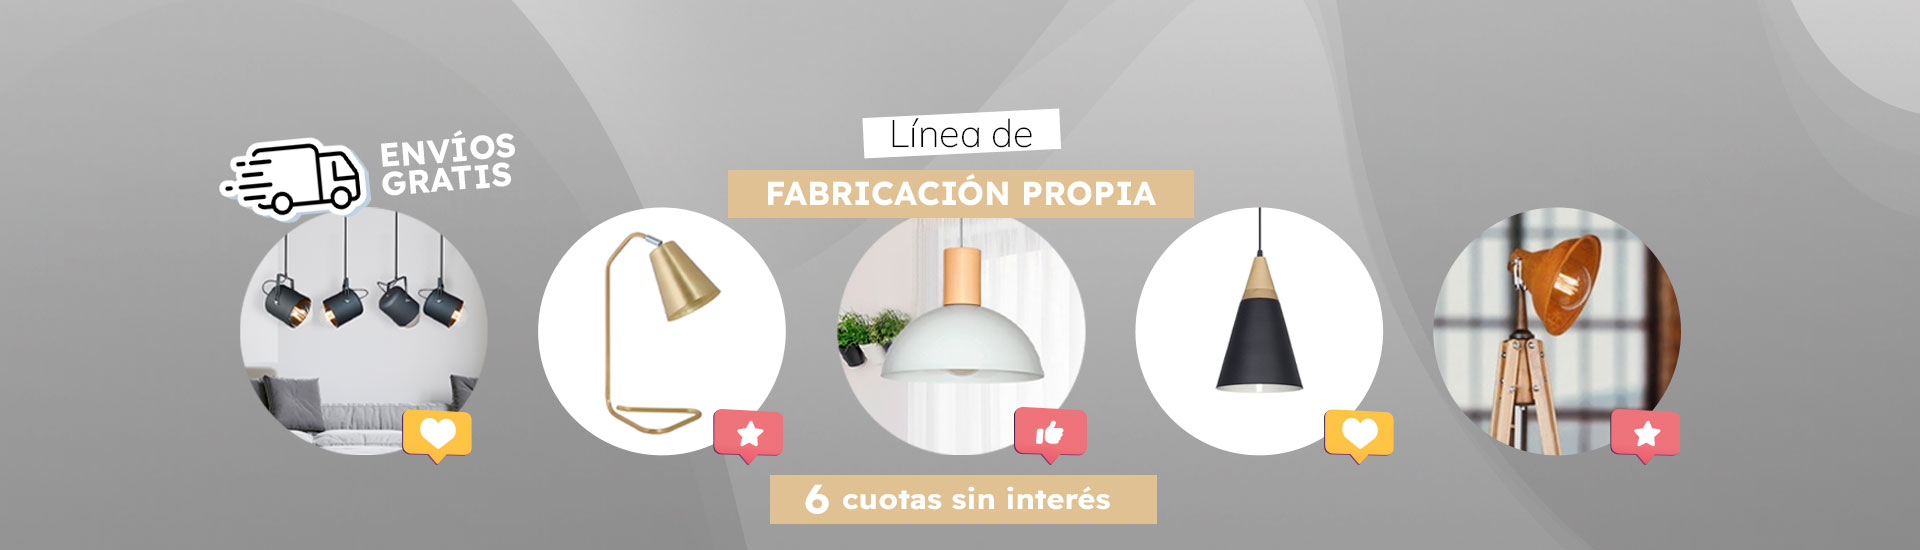 ENVÍOS
GRATIS
Línea de
FABRICACIÓN PROPIA
6 cuotas sin interés